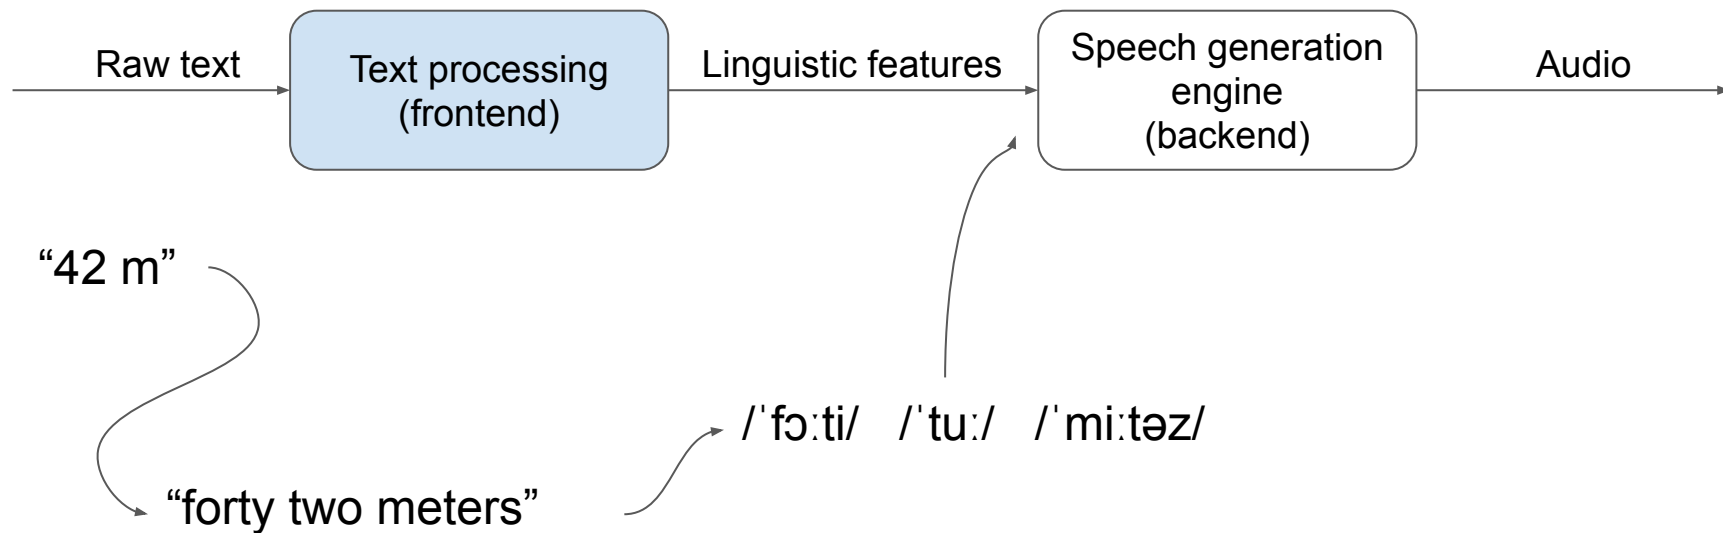 Raw text
Text processing
(frontend)
Linguistic features
Speech generation
engine
(backend)
Audio
“42 m”
/ˈfɔːti/ /ˈtuː/ /ˈmiːtəz/
“forty two meters”